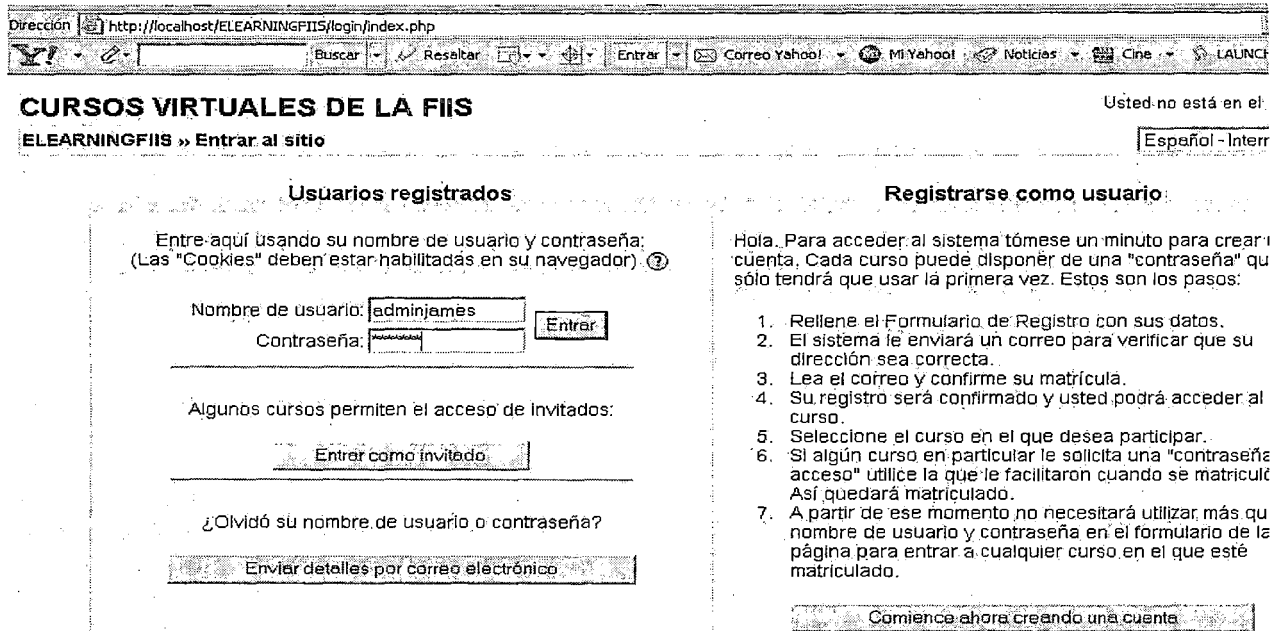 Dirección http://localhost/ELEARNINGFIIS/login/index.php
Y! Buscar Resaltar Entrar Correo Yahoo! Mi Yahoo! Noticias Cine LAUNCH
CURSOS VIRTUALES DE LA FIIS
Usted no está en el
ELEARNINGFIIS » Entrar al sitio
Español - Intern
Usuarios registrados
Entre aquí usando su nombre de usuario y contraseña:
(Las "Cookies" deben estar habilitadas en su navegador) ?
Nombre de usuario: adminjames
Contraseña: ********
Entrar
Algunos cursos permiten el acceso de invitados:
Entrar como invitado
¿Olvidó su nombre de usuario o contraseña?
Enviar detalles por correo electrónico
Registrarse como usuario
Hola. Para acceder al sistema tómese un minuto para crear
cuenta. Cada curso puede disponer de una "contraseña" qu
sólo tendrá que usar la primera vez. Estos son los pasos:
1. Rellene el Formulario de Registro con sus datos.
2. El sistema le enviará un correo para verificar que su
dirección sea correcta.
3. Lea el correo y confirme su matrícula.
4. Su registro será confirmado y usted podrá acceder al
curso.
5. Seleccione el curso en el que desea participar.
6. Si algún curso en particular le solicita una "contraseña
acceso" utilice la que le facilitaron cuando se matriculó
Así quedará matriculado.
7. A partir de ese momento no necesitará utilizar más qu
nombre de usuario y contraseña en el formulario de la
página para entrar a cualquier curso en el que esté
matriculado.
Comience ahora creando una cuenta